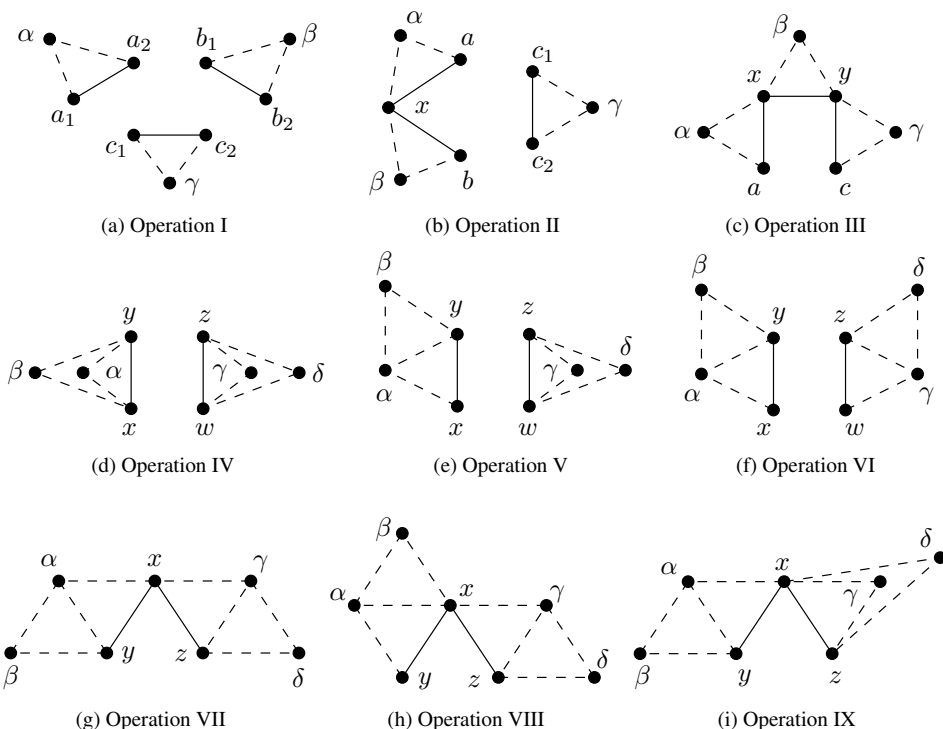 α a₂ b₁ β
a₁ c₁ c₂ b₂
γ
(a) Operation I
α a c₁
x γ
β b c₂
(b) Operation II
β
x y
α γ
a c
(c) Operation III
y z
β α γ δ
x w
(d) Operation IV
β
y z
α γ δ
x w
(e) Operation V
β δ
y z
α γ
x w
(f) Operation VI
α x γ
β y z δ
(g) Operation VII
β
α x γ
y z δ
(h) Operation VIII
δ
α x γ
β y z
(i) Operation IX